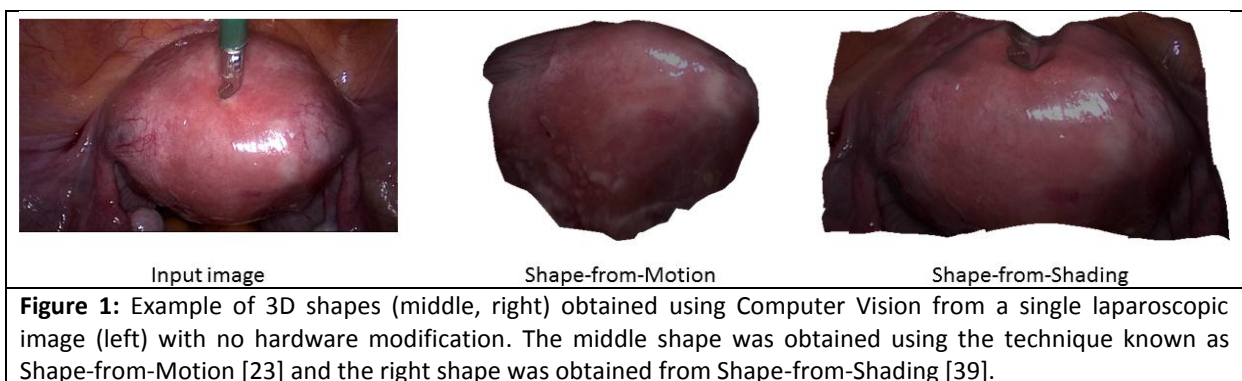 Input image
Shape-from-Motion
Shape-from-Shading
Figure 1: Example of 3D shapes (middle, right) obtained using Computer Vision from a single laparoscopic
image (left) with no hardware modification. The middle shape was obtained using the technique known as
Shape-from-Motion [23] and the right shape was obtained from Shape-from-Shading [39].